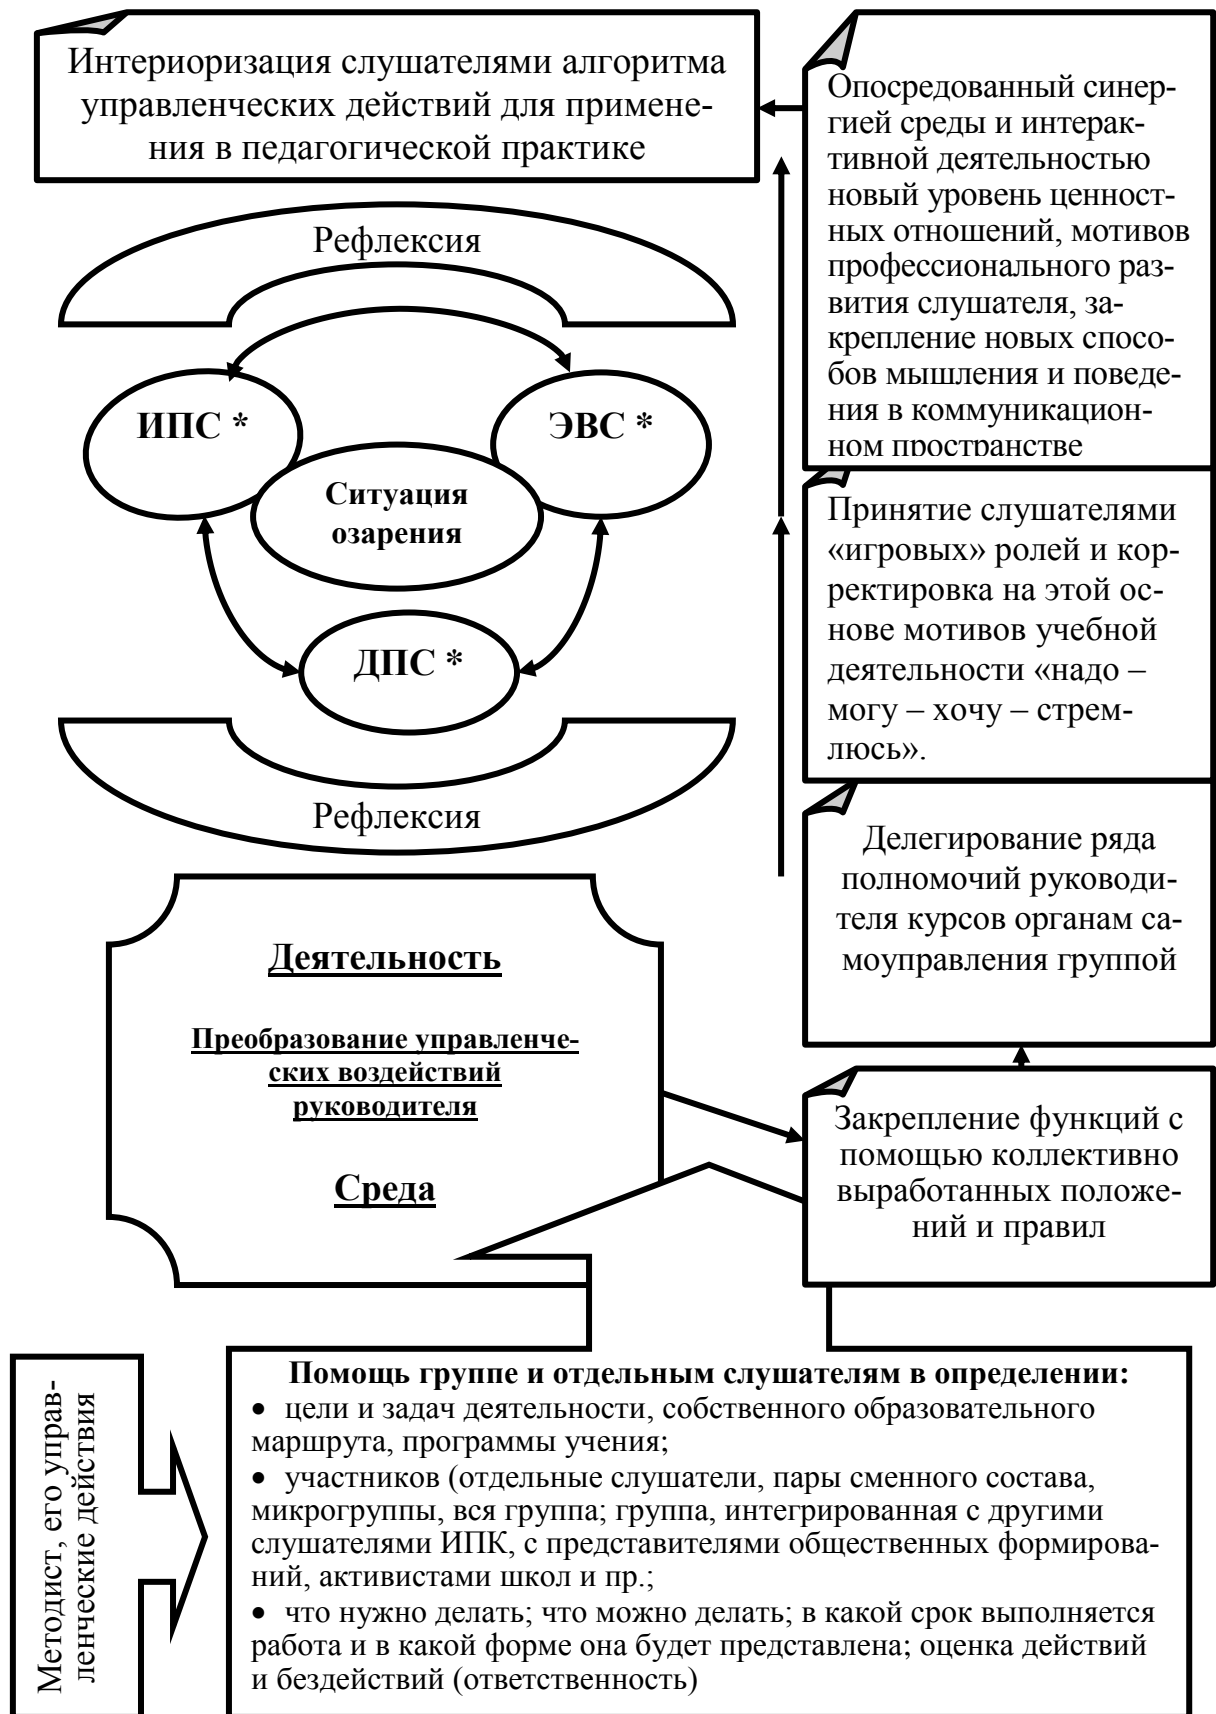 Интериоризация слушателями алгоритма
управленческих действий для примене-
ния в педагогической практике
Опосредованный синер-
гией среды и интерак-
тивной деятельностью
новый уровень ценност-
ных отношений, мотивов
профессионального раз-
вития слушателя, за-
крепление новых спосо-
бов мышления и поведе-
ния в коммуникацион-
ном пространстве
Рефлексия
ИПС *
ЭВС *
Ситуация
озарения
ДПС *
Рефлексия
Принятие слушателями
«игровых» ролей и кор-
ректировка на этой ос-
нове мотивов учебной
деятельности «надо –
могу – хочу – стрем-
люсь».
Делегирование ряда
полномочий руководи-
теля курсов органам са-
моуправления группой
Деятельность
Преобразование управленче-
ских воздействий
руководителя
Среда
Закрепление функций с
помощью коллективно
выработанных положе-
ний и правил
Методист, его управ-
ленческие действия
Помощь группе и отдельным слушателям в определении:
• цели и задач деятельности, собственного образовательного
маршрута, программы учения;
• участников (отдельные слушатели, пары сменного состава,
микрогруппы, вся группа; группа, интегрированная с другими
слушателями ИПК, с представителями общественных формирова-
ний, активистами школ и пр.;
• что нужно делать; что можно делать; в какой срок выполняется
работа и в какой форме она будет представлена; оценка действий
и бездействий (ответственность)